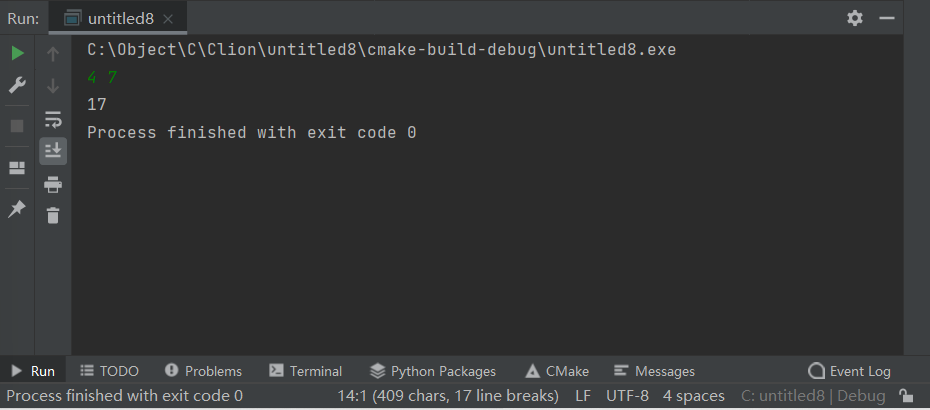 Run: untitled8
C:\Object\C\Clion\untitled8\cmake-build-debug\untitled8.exe
4 7
17
Process finished with exit code 0
Run TODO Problems Terminal Python Packages CMake Messages Event Log
Process finished with exit code 0 14:1 (409 chars, 17 line breaks) LF UTF-8 4 spaces C: untitled8 | Debug